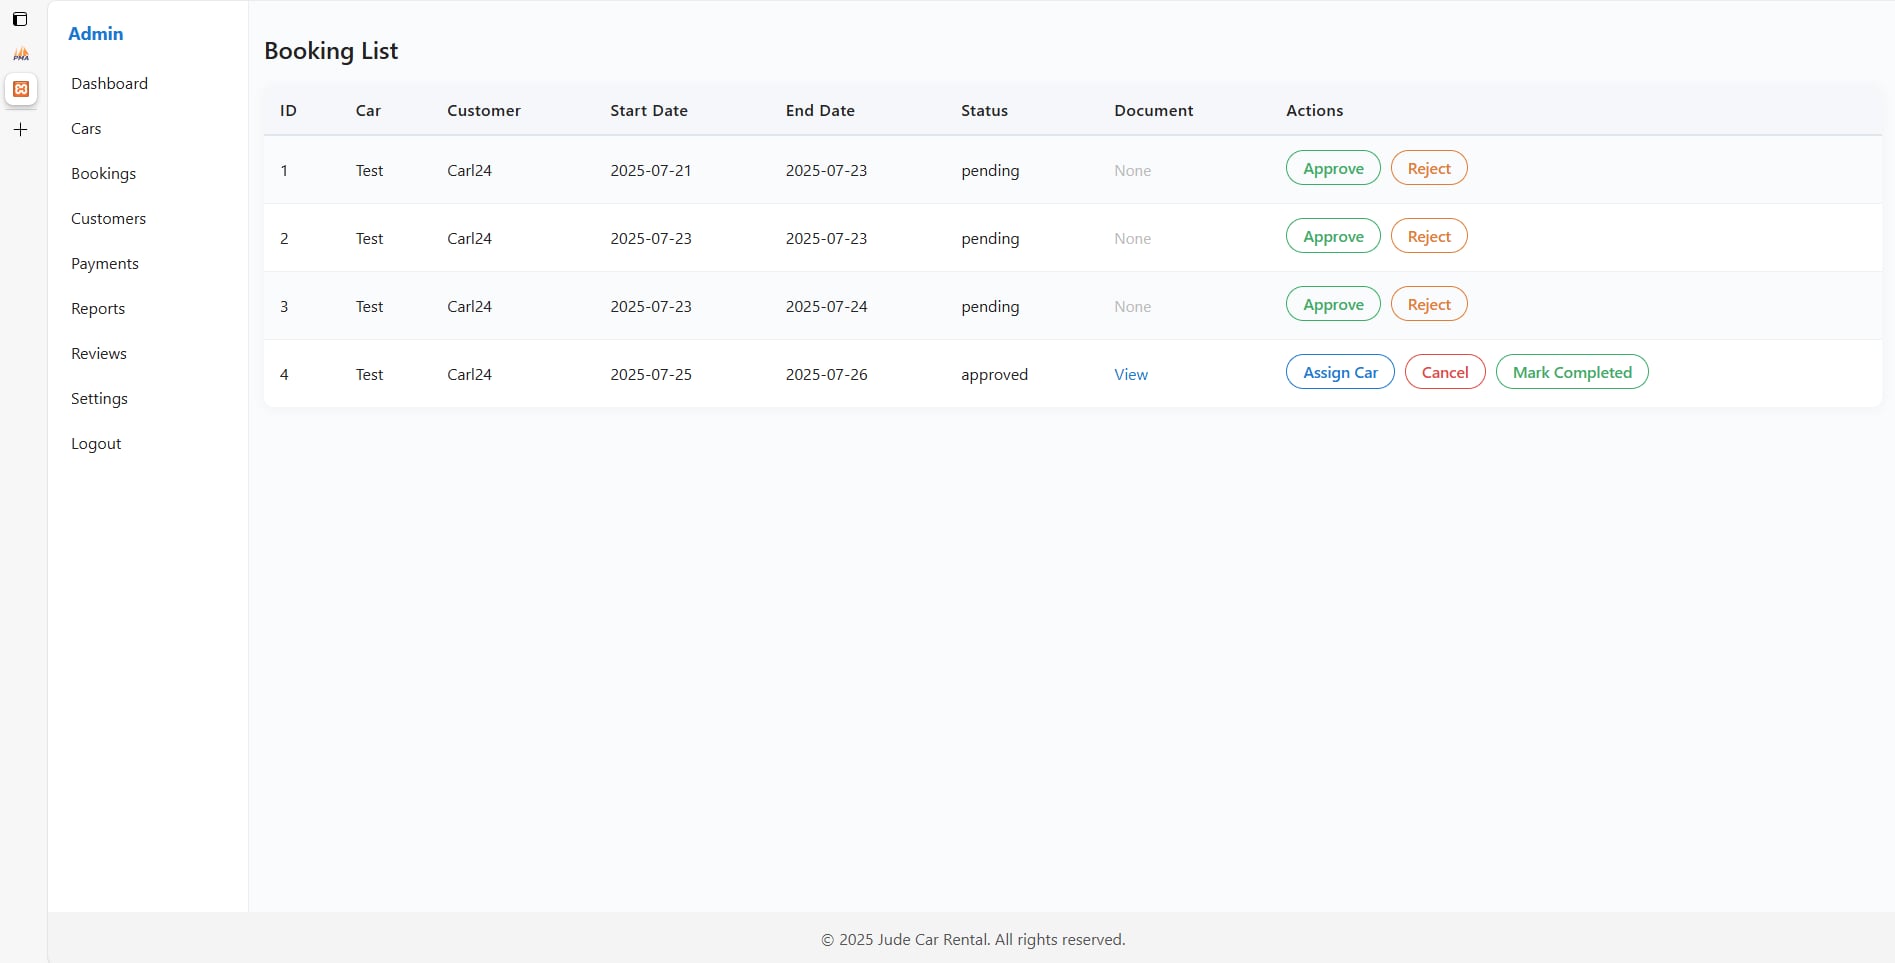 Admin
Dashboard
Cars
Bookings
Customers
Payments
Reports
Reviews
Settings
Logout
Booking List
ID Car Customer Start Date End Date Status Document Actions
1 Test Carl24 2025-07-21 2025-07-23 pending None Approve Reject
2 Test Carl24 2025-07-23 2025-07-23 pending None Approve Reject
3 Test Carl24 2025-07-23 2025-07-24 pending None Approve Reject
4 Test Carl24 2025-07-25 2025-07-26 approved View Assign Car Cancel Mark Completed
© 2025 Jude Car Rental. All rights reserved.
PMA